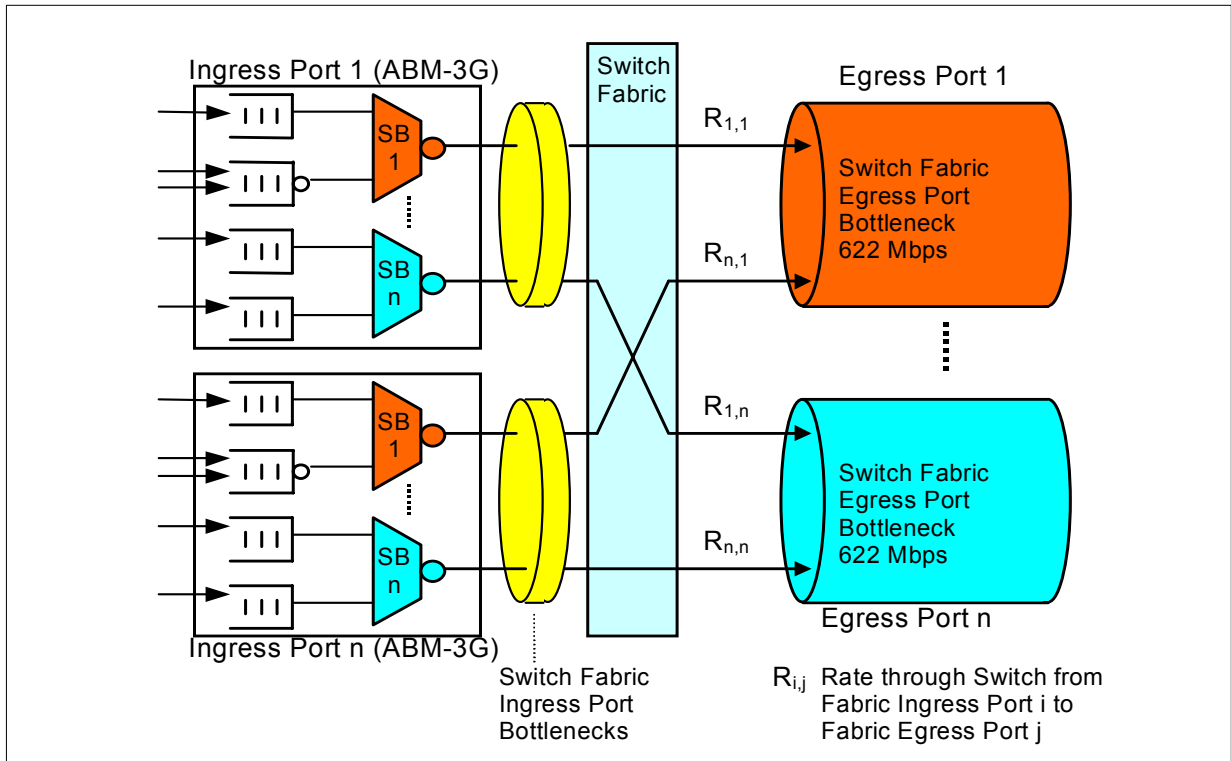 Ingress Port 1 (ABM-3G)
SB
1
SB
n
Switch
Fabric
R1,1
Rn,1
Egress Port 1
Switch Fabric
Egress Port
Bottleneck
622 Mbps
SB
1
SB
n
Ingress Port n (ABM-3G)
R1,n
Rn,n
Switch Fabric
Egress Port
Bottleneck
622 Mbps
Egress Port n
Switch Fabric
Ingress Port
Bottlenecks
Ri,j Rate through Switch from
Fabric Ingress Port i to
Fabric Egress Port j